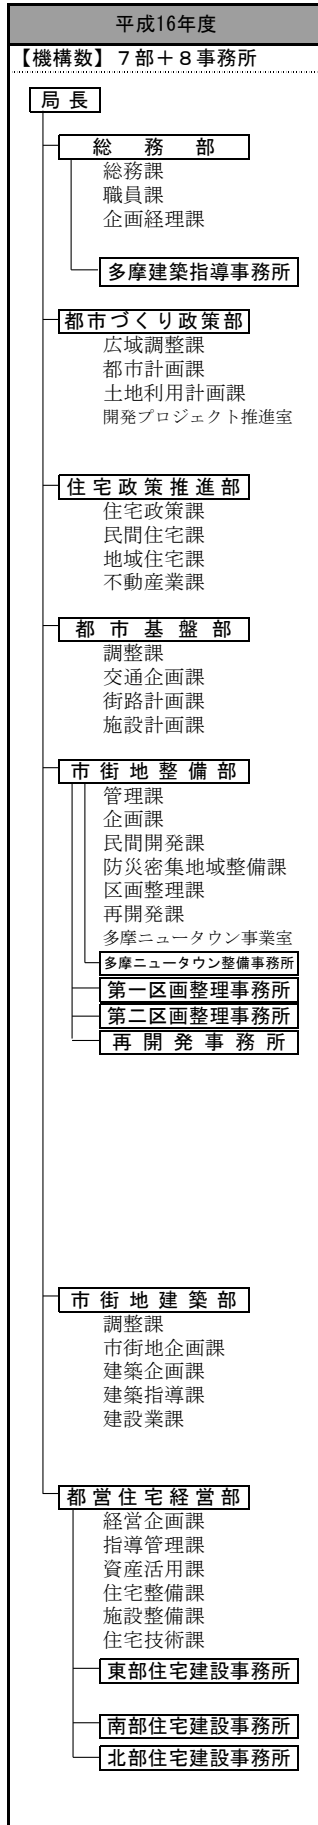 平成16年度
【機構数】７部＋８事務所
局長
総務部
総務課
職員課
企画経理課
多摩建築指導事務所
都市づくり政策部
広域調整課
都市計画課
土地利用計画課
開発プロジェクト推進室
住宅政策推進部
住宅政策課
民間住宅課
地域住宅課
不動産業課
都市基盤部
調整課
交通企画課
街路計画課
施設計画課
市街地整備部
管理課
企画課
民間開発課
防災密集地域整備課
区画整理課
再開発課
多摩ニュータウン事業室
多摩ニュータウン整備事務所
第一区画整理事務所
第二区画整理事務所
再開発事務所
市街地建築部
調整課
市街地企画課
建築企画課
建築指導課
建設業課
都営住宅経営部
経営企画課
指導管理課
資産活用課
住宅整備課
施設整備課
住宅技術課
東部住宅建設事務所
南部住宅建設事務所
北部住宅建設事務所